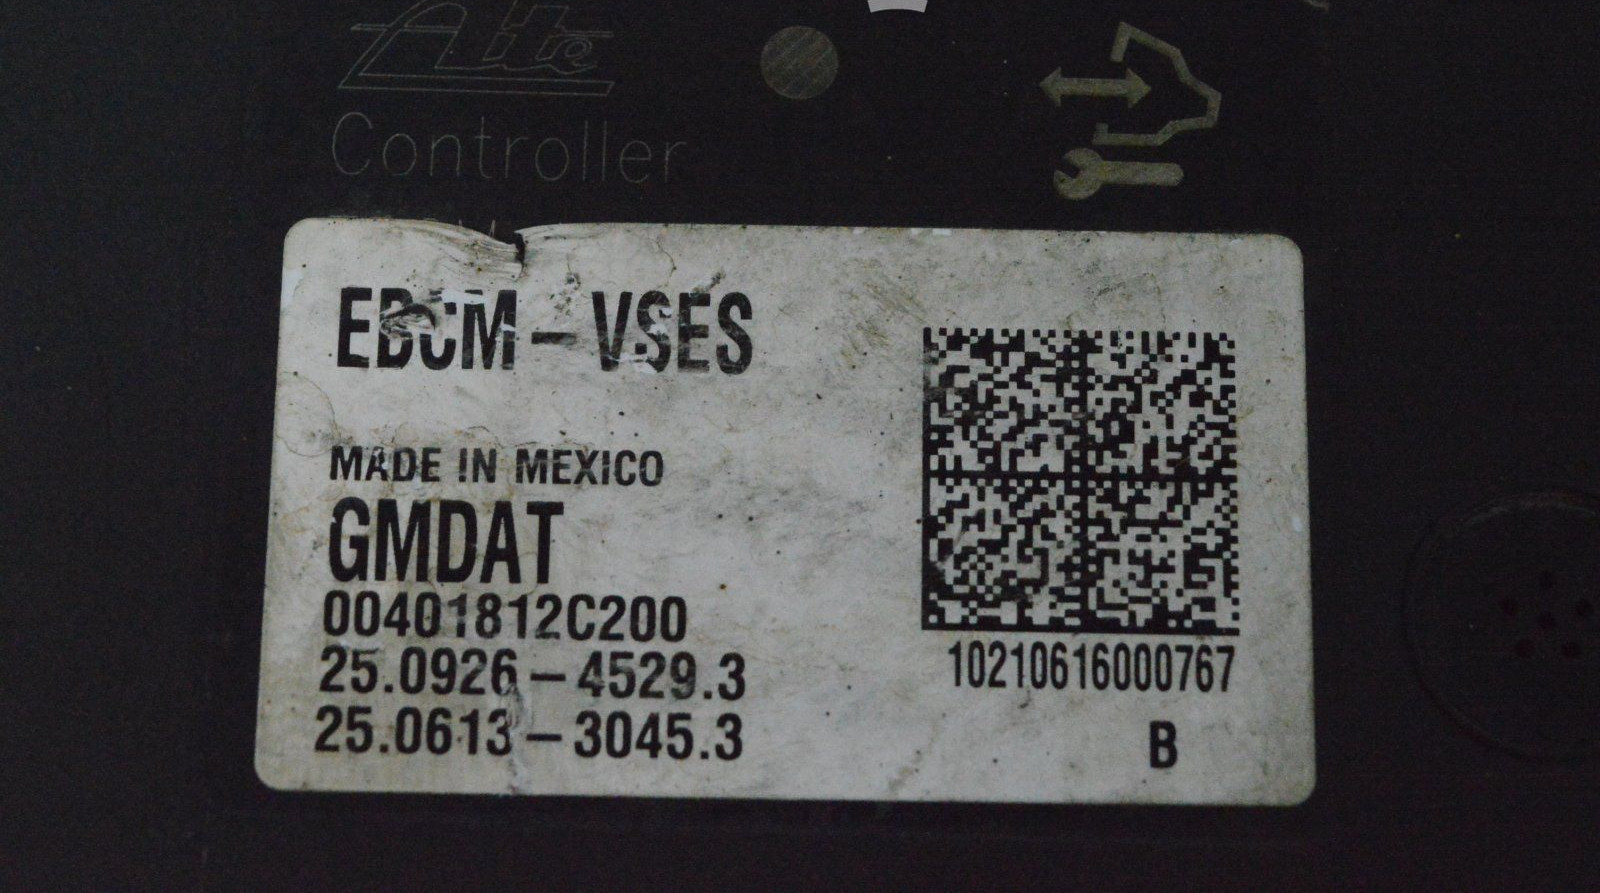 Ate
Controller
EBCM-VSES
MADE IN MEXICO
GMDAT
00401812C200
25.0926-4529.3
25.0613-3045.3
10210616000767
B